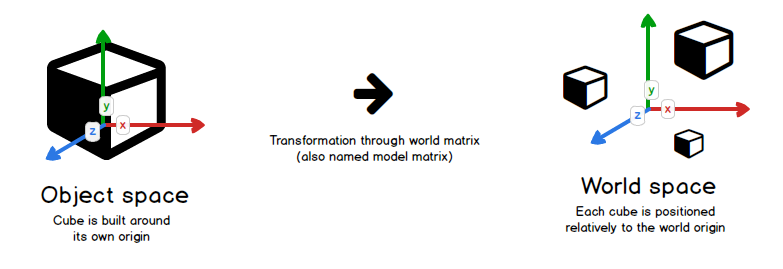 y
z
x
Object space
Cube is built around
its own origin
Transformation through world matrix
(also named model matrix)
y
x
z
World space
Each cube is positioned
relatively to the world origin